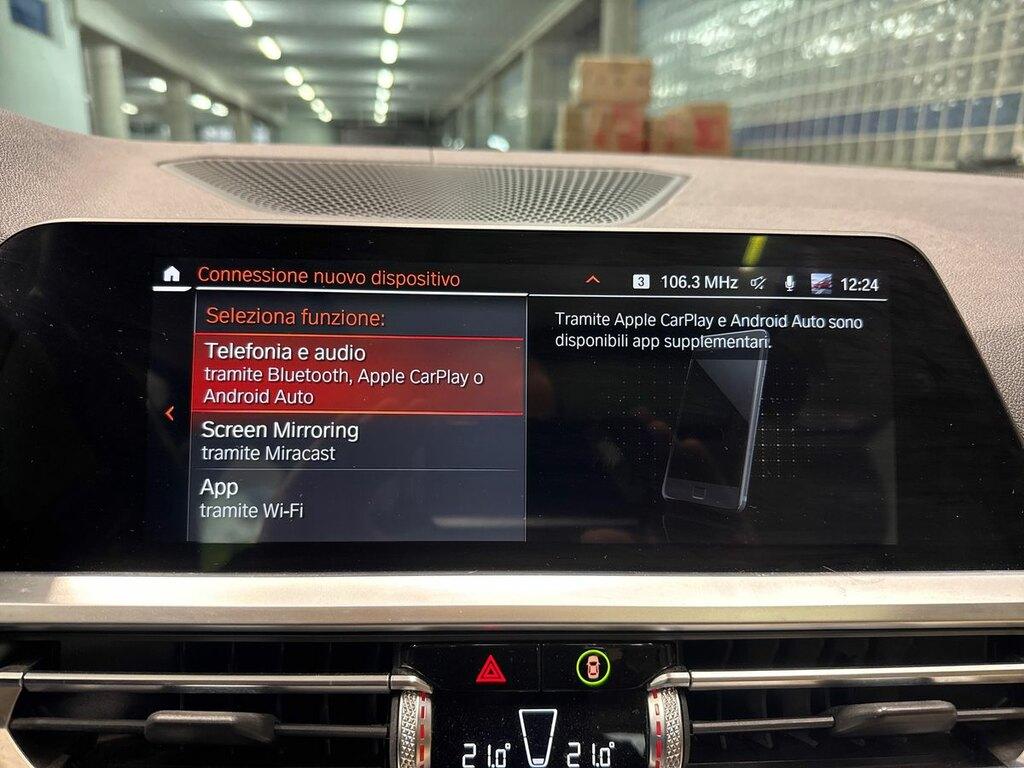 Connessione nuovo dispositivo
3 106.3 MHz 12:24
Seleziona funzione:
Telefonia e audio
tramite Bluetooth, Apple CarPlay o
Android Auto
Screen Mirroring
tramite Miracast
App
tramite Wi-Fi
Tramite Apple CarPlay e Android Auto sono
disponibili app supplementari.
21.0° 21.0°